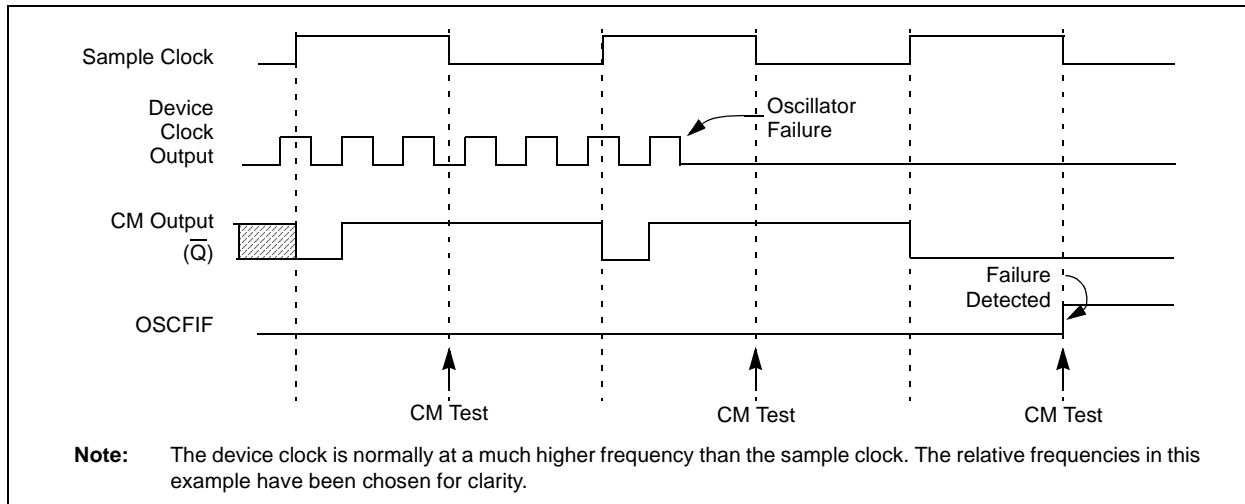 Sample Clock
Device
Clock
Output
Oscillator
Failure
CM Output
(Q̅)
Failure
Detected
OSCFIF
CM Test
CM Test
CM Test
Note: The device clock is normally at a much higher frequency than the sample clock. The relative frequencies in this
example have been chosen for clarity.